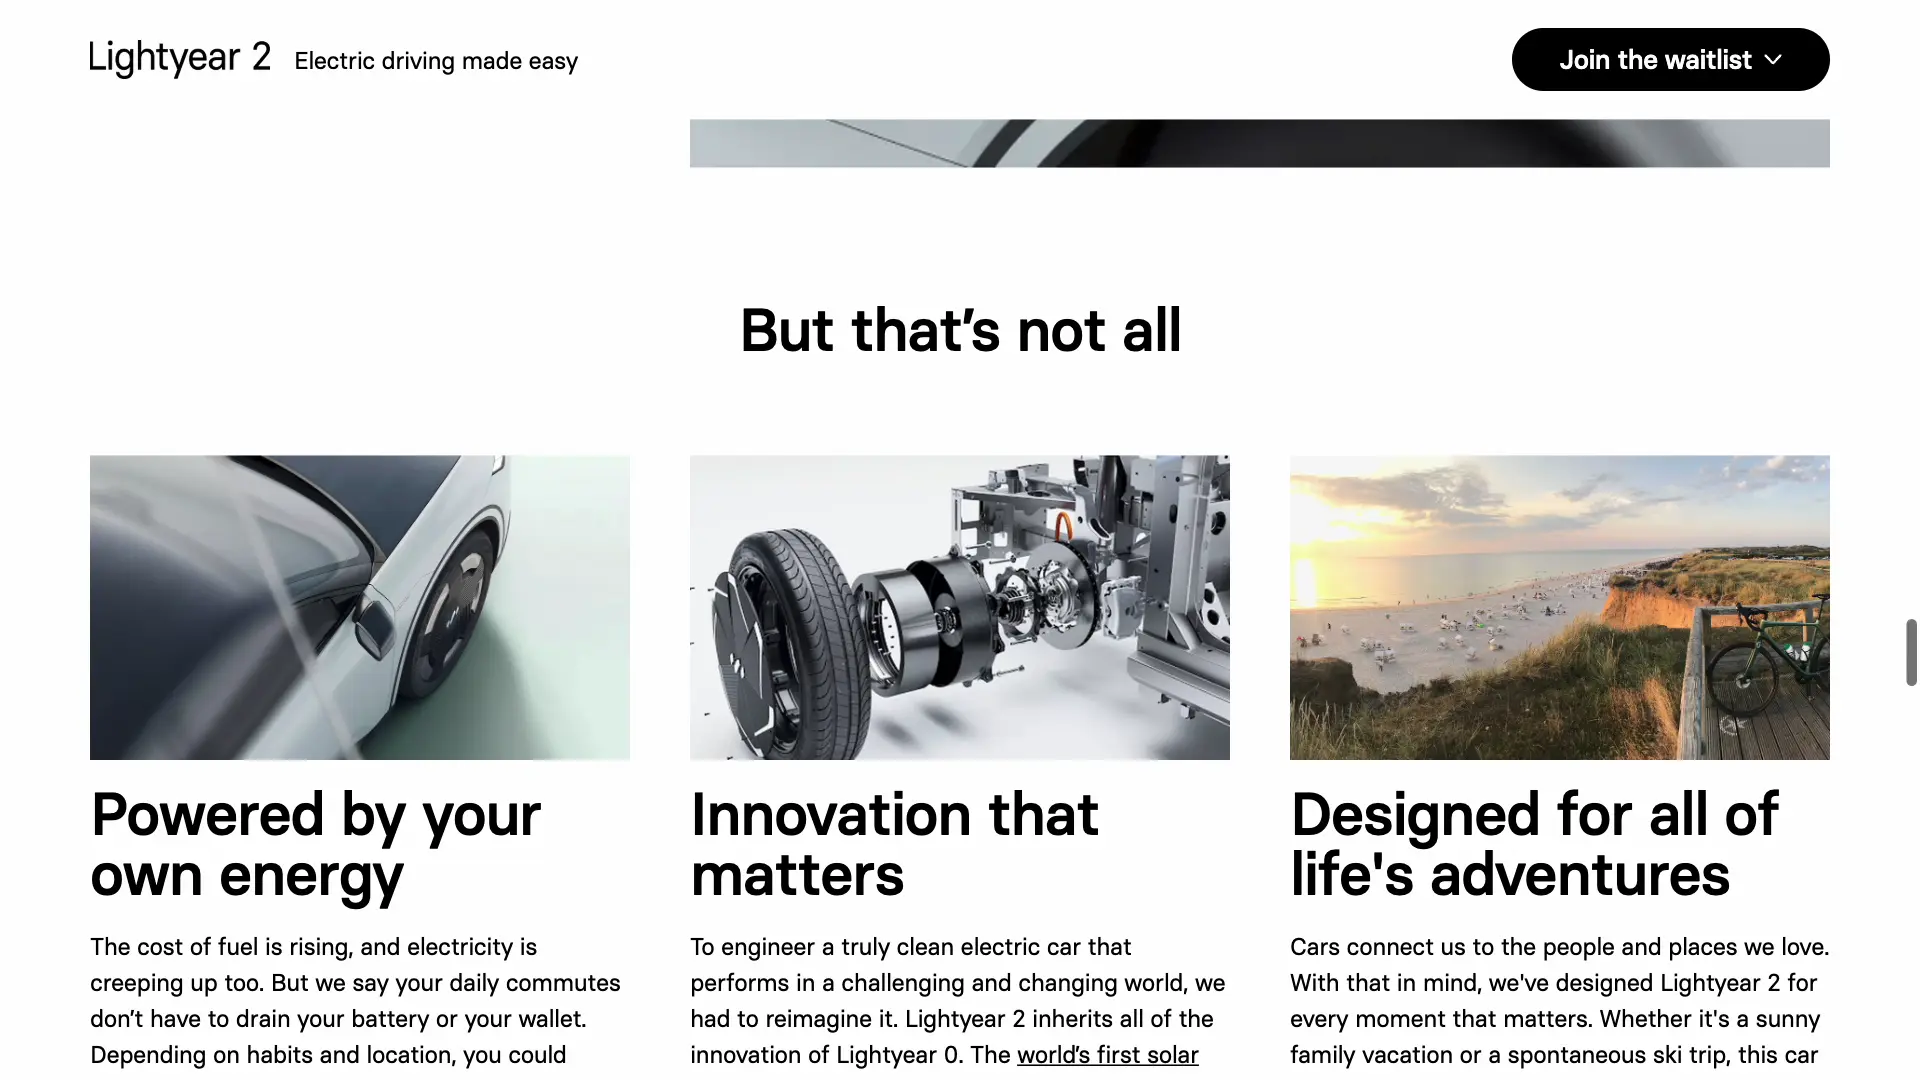 Lightyear 2 Electric driving made easy
Join the waitlist
But that’s not all
Powered by your
own energy
The cost of fuel is rising, and electricity is
creeping up too. But we say your daily commutes
don’t have to drain your battery or your wallet.
Depending on habits and location, you could
Innovation that
matters
To engineer a truly clean electric car that
performs in a challenging and changing world, we
had to reimagine it. Lightyear 2 inherits all of the
innovation of Lightyear 0. The world’s first solar
Designed for all of
life's adventures
Cars connect us to the people and places we love.
With that in mind, we've designed Lightyear 2 for
every moment that matters. Whether it's a sunny
family vacation or a spontaneous ski trip, this car